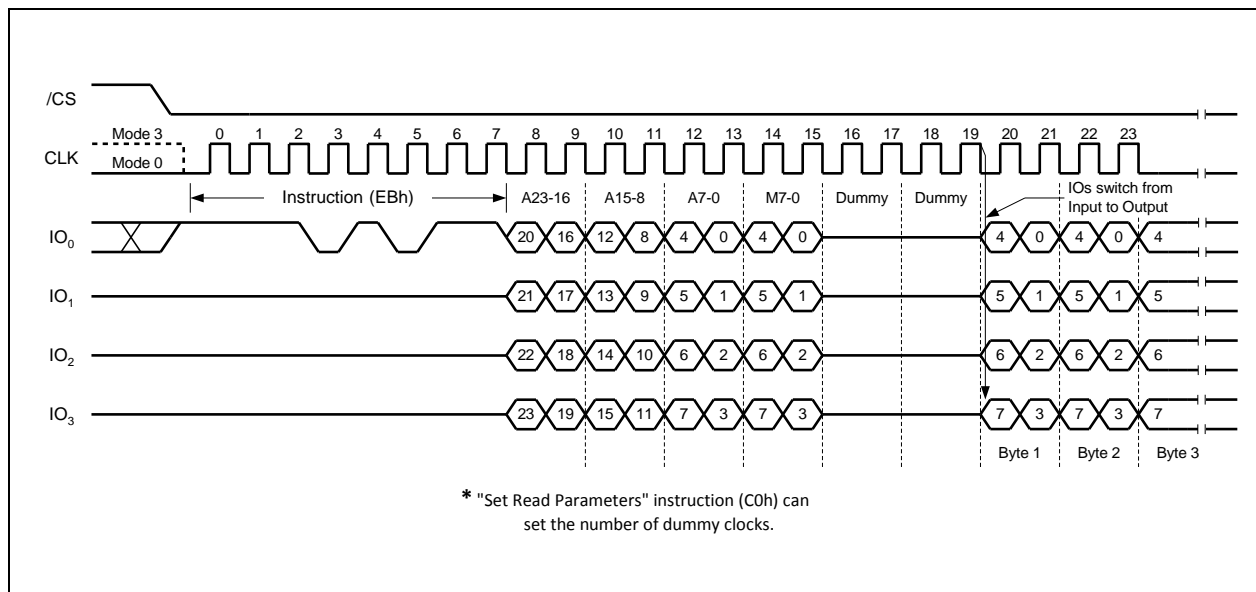 /CS
Mode 3
0 1 2 3 4 5 6 7 8 9 10 11 12 13 14 15 16 17 18 19 20 21 22 23
CLK
Mode 0
Instruction (EBh) A23-16 A15-8 A7-0 M7-0 Dummy Dummy
IOs switch from
Input to Output
IO0 20 16 12 8 4 0 4 0 4 0 4 0 4
IO1 21 17 13 9 5 1 5 1 5 1 5 1 5
IO2 22 18 14 10 6 2 6 2 6 2 6 2 6
IO3 23 19 15 11 7 3 7 3 7 3 7 3 7
Byte 1 Byte 2 Byte 3
* "Set Read Parameters" instruction (C0h) can
set the number of dummy clocks.